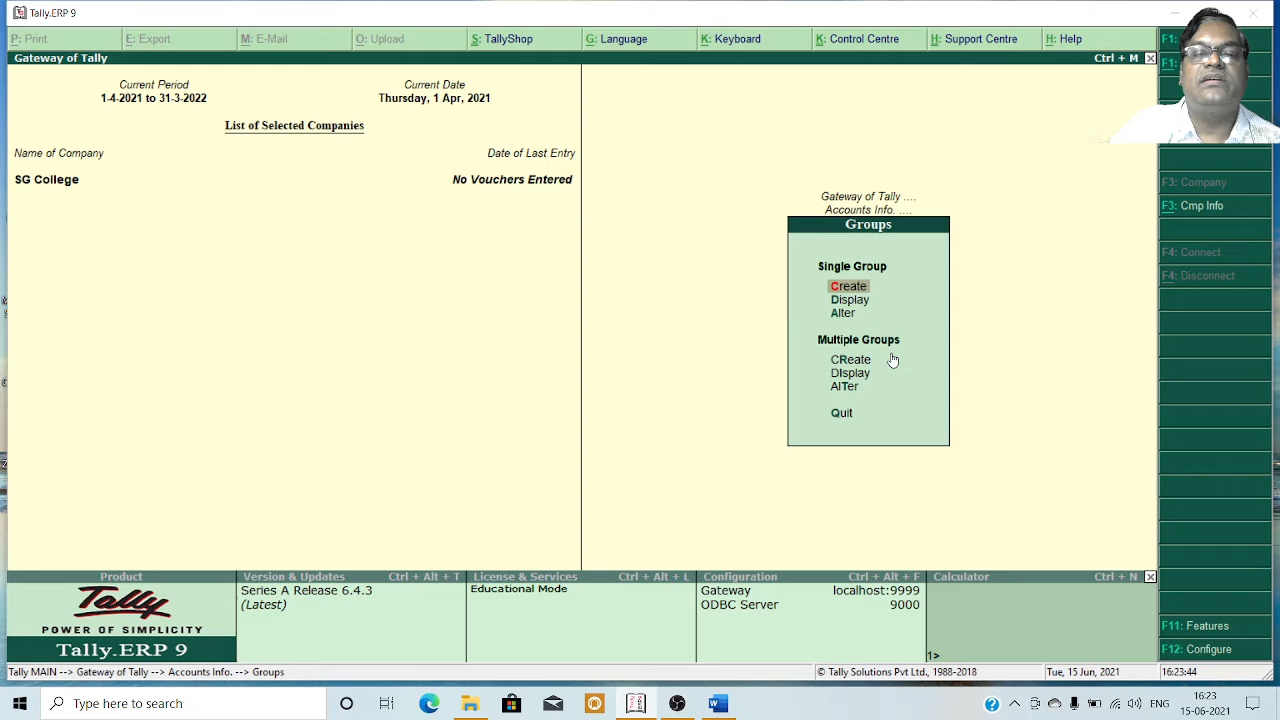 Tally.ERP 9
P: Print
E: Export
M: E-Mail
O: Upload
S: TallyShop
G: Language
K: Keyboard
K: Control Centre
H: Support Centre
H: Help
F1:
F1:
Gateway of Tally
Ctrl + M
Current Period
1-4-2021 to 31-3-2022
Current Date
Thursday, 1 Apr, 2021
List of Selected Companies
Name of Company
Date of Last Entry
SG College
No Vouchers Entered
Gateway of Tally ....
Accounts Info. ....
Groups
Single Group
Create
Display
Alter
Multiple Groups
CReate
DIsplay
AlTer
Quit
F3: Company
F3: Cmp Info
F4: Connect
F4: Disconnect
F11: Features
F12: Configure
Product
Tally
POWER OF SIMPLICITY
Tally.ERP 9
Version & Updates
Ctrl + Alt + T
Series A Release 6.4.3
(Latest)
License & Services
Ctrl + Alt + L
Educational Mode
Configuration
Ctrl + Alt + F
Gateway
localhost:9999
ODBC Server
9000
Calculator
Ctrl + N
1>
Tally MAIN --> Gateway of Tally --> Accounts Info. --> Groups
© Tally Solutions Pvt Ltd., 1988-2018
Tue, 15 Jun, 2021
16:23:44
Type here to search
ENG
16:23
15-06-2021